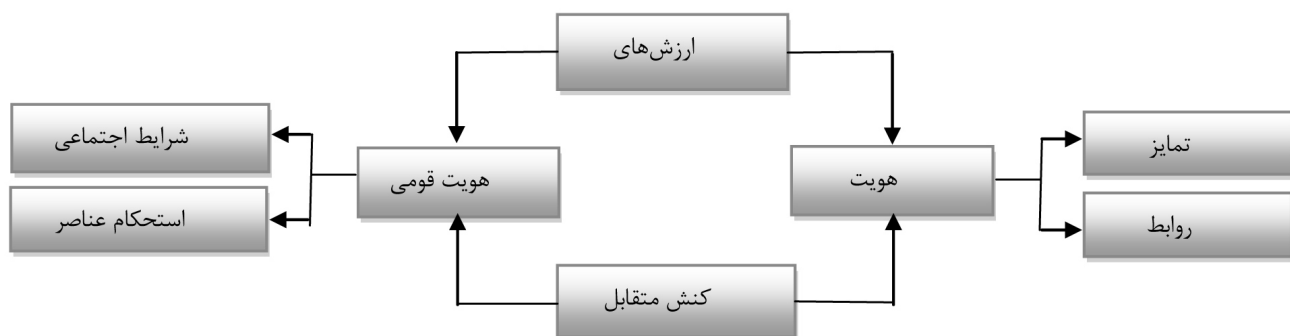 ارزش‌های
شرایط اجتماعی
تمایز
هویت قومی
هویت
استحکام عناصر
روابط
کنش متقابل